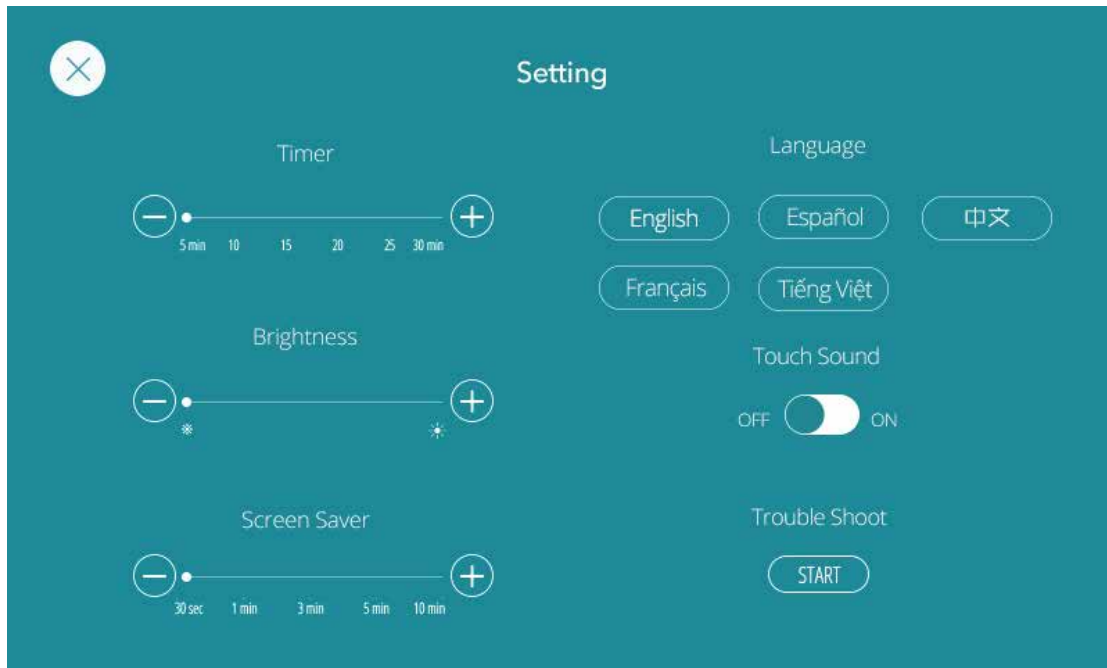 Setting
Timer
5 min 10 15 20 25 30 min
Brightness
Screen Saver
30 sec 1 min 3 min 5 min 10 min
Language
English Español 中文
Français Tiếng Việt
Touch Sound
OFF ON
Trouble Shoot
START